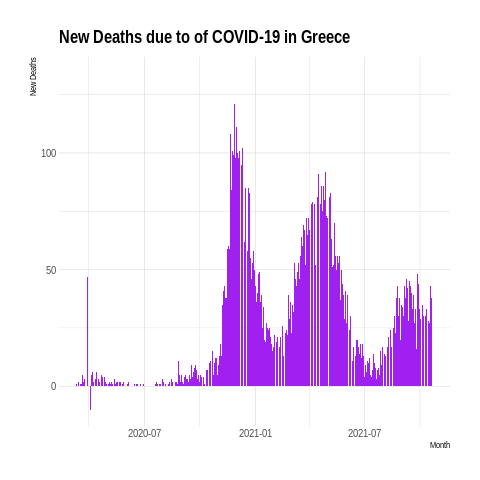 New Deaths due to of COVID-19 in Greece
New Deaths
100
50
0
2020-07 2021-01 2021-07
Month